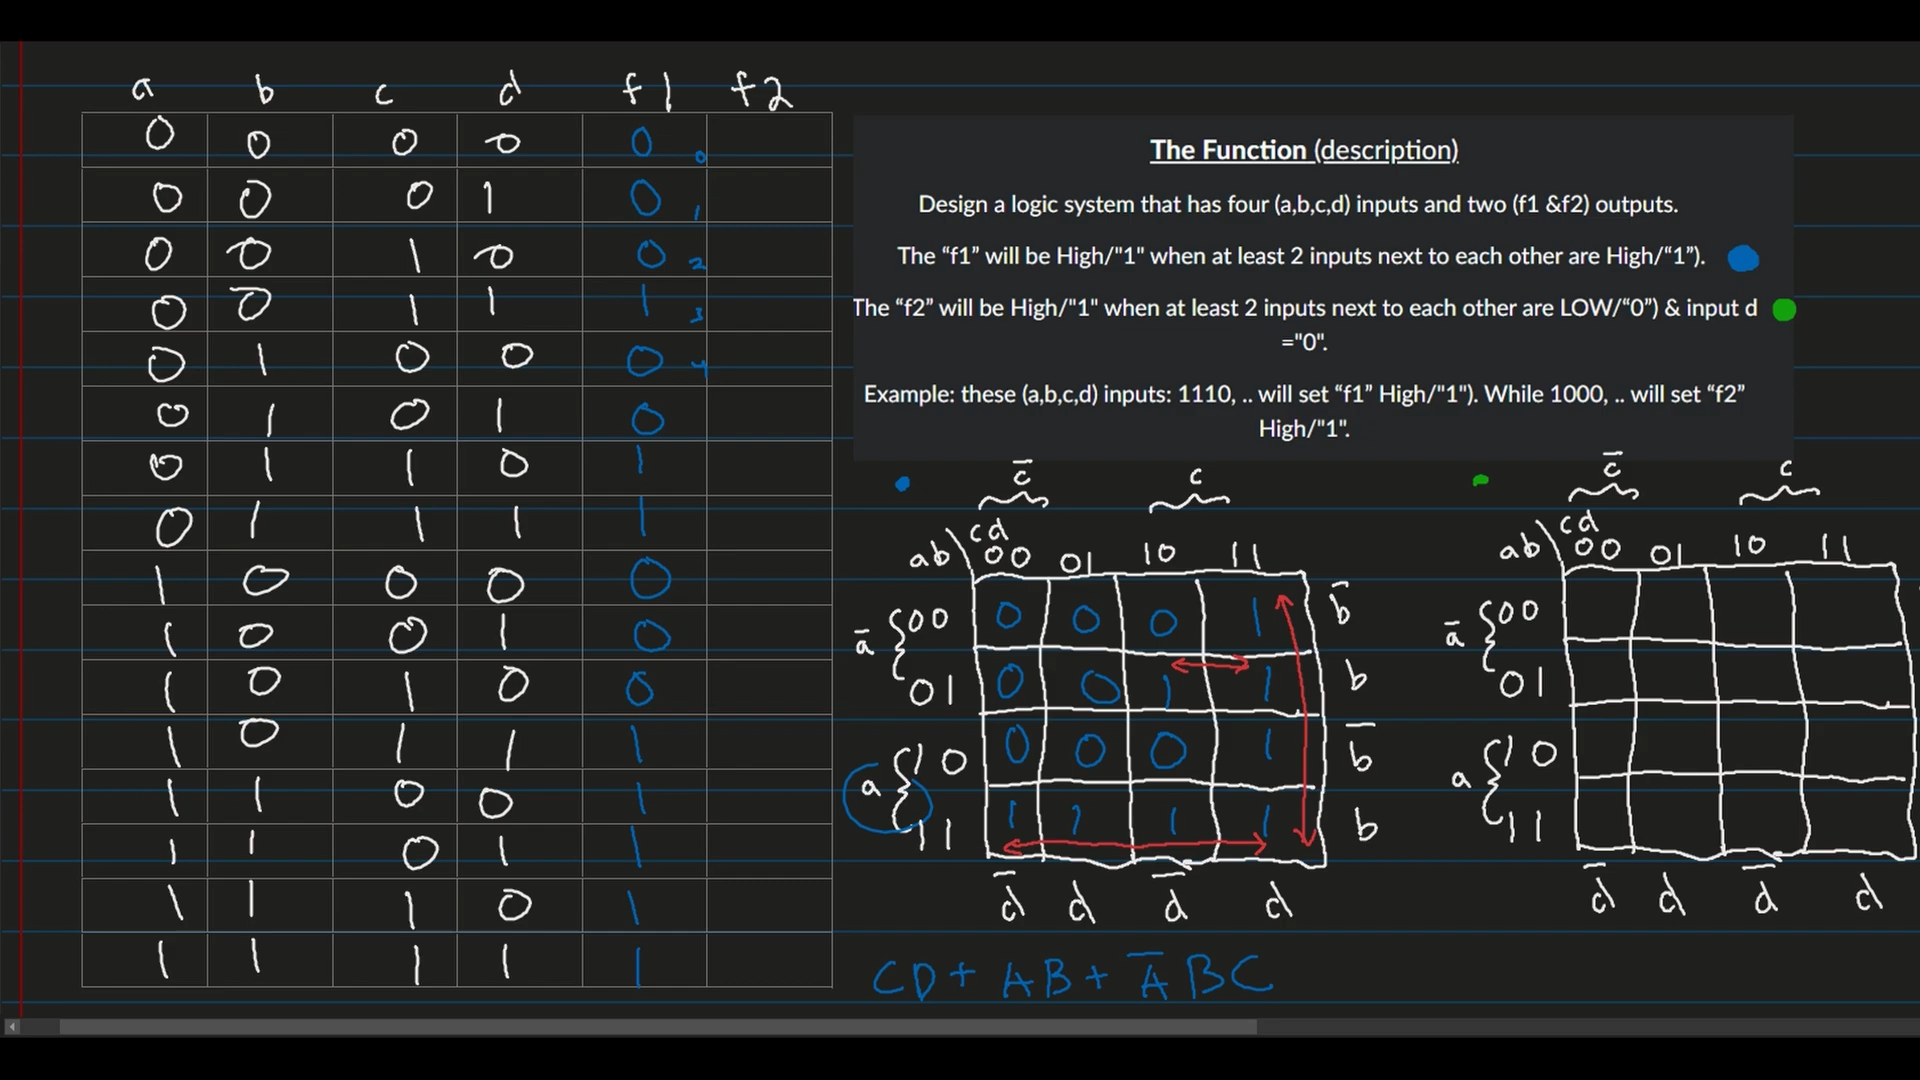 a b c d f1 f2
0 0 0 0 0 0
0 0 0 1 0 1
0 0 1 0 0 2
0 0 1 1 1 3
0 1 0 0 0 4
0 1 0 1 0
0 1 1 0 1
0 1 1 1 1
1 0 0 0 0
1 0 0 1 0
1 0 1 0 0
1 0 1 1 1
1 1 0 0 1
1 1 0 1 1
1 1 1 0 1
1 1 1 1 1
The Function (description)
Design a logic system that has four (a,b,c,d) inputs and two (f1 &f2) outputs.
The “f1” will be High/"1" when at least 2 inputs next to each other are High/“1”).
The “f2” will be High/"1" when at least 2 inputs next to each other are LOW/“0”) & input d
="0".
Example: these (a,b,c,d) inputs: 1110, .. will set “f1” High/"1"). While 1000, .. will set “f2”
High/"1".
c̅ c
cd
ab 00 01 10 11
a̅ 00 0 0 0 1 b̅
01 0 0 1 1 b
a 10 0 0 0 1 b̅
11 1 1 1 1 b
d̅ d d̅ d
CD + AB + A̅BC
c̅ c
cd
ab 00 01 10 11
a̅ 00
01
a 10
11
d̅ d d̅ d